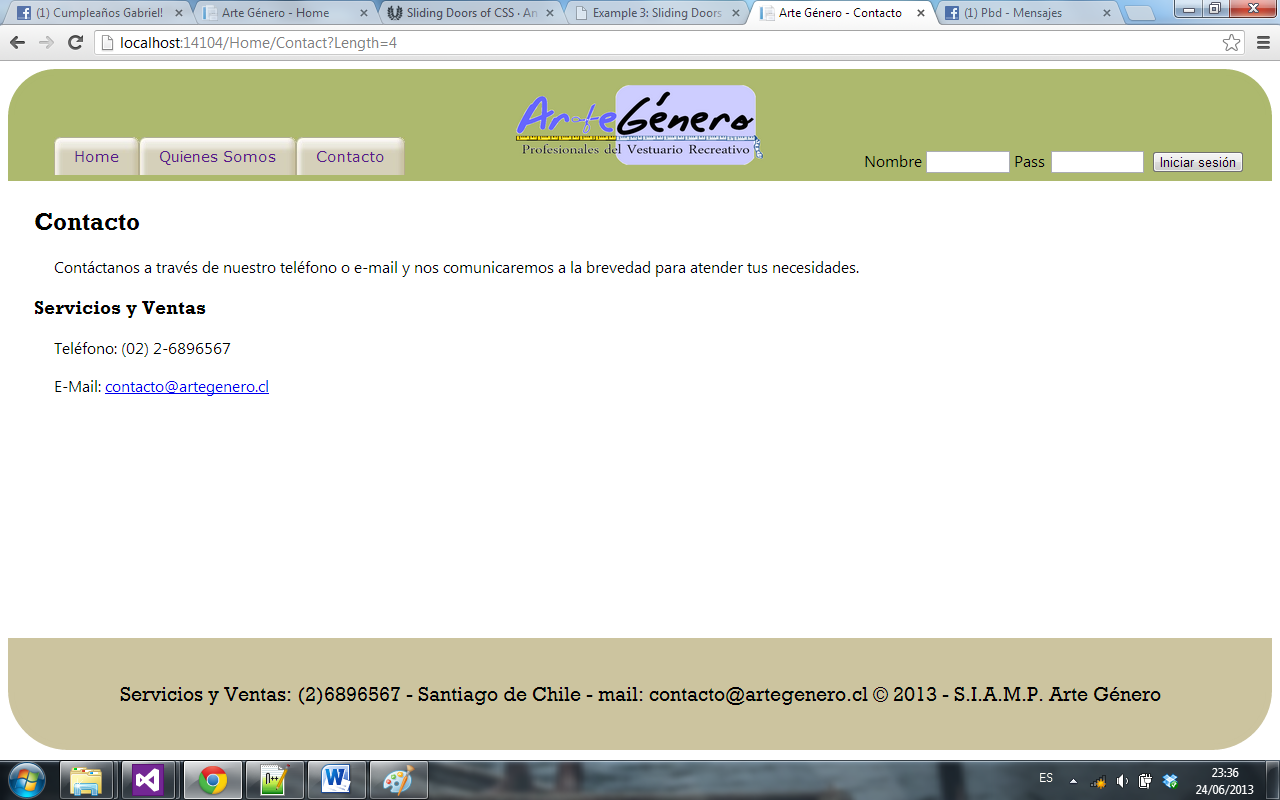 (1) Cumpleaños Gabriel!
Arte Género - Home
Sliding Doors of CSS · An
Example 3: Sliding Doors
Arte Género - Contacto
(1) Pbd - Mensajes
localhost:14104/Home/Contact?Length=4
Arte Género
Profesionales del Vestuario Recreativo
Home Quienes Somos Contacto
Nombre Pass Iniciar sesión
Contacto
Contáctanos a través de nuestro teléfono o e-mail y nos comunicaremos a la brevedad para atender tus necesidades.
Servicios y Ventas
Teléfono: (02) 2-6896567
E-Mail: contacto@artegenero.cl
Servicios y Ventas: (2)6896567 - Santiago de Chile - mail: contacto@artegenero.cl © 2013 - S.I.A.M.P. Arte Género
ES
23:36
24/06/2013